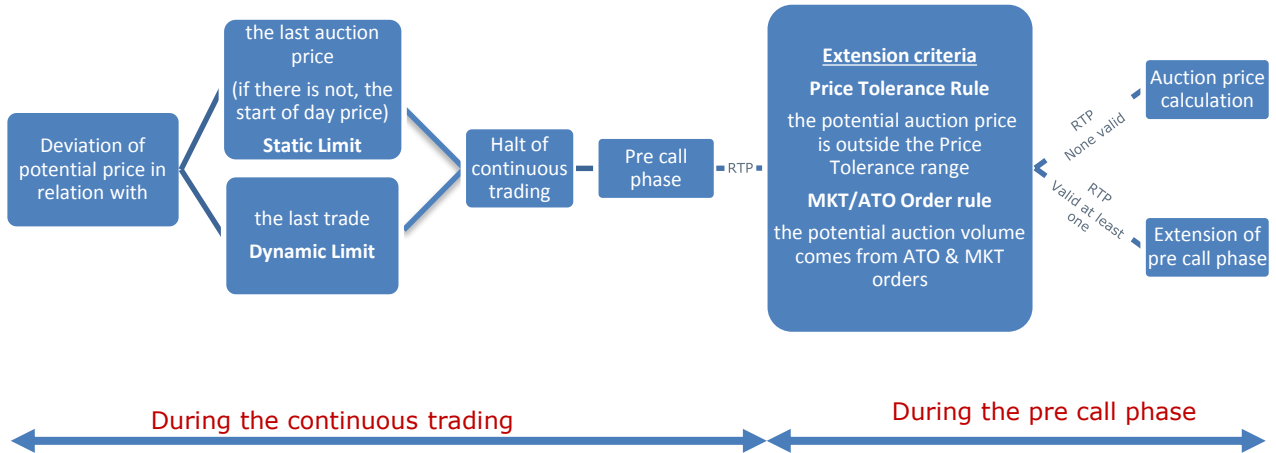 Deviation of
potential price in
relation with
the last auction
price
(if there is not, the
start of day price)
Static Limit
the last trade
Dynamic Limit
Halt of
continuous
trading
Pre call
phase
RTP
Extension criteria
Price Tolerance Rule
the potential auction price
is outside the Price
Tolerance range
MKT/ATO Order rule
the potential auction volume
comes from ATO & MKT
orders
RTP
None valid
Auction price
calculation
RTP
Valid at least
one
Extension of
pre call phase
During the continuous trading
During the pre call phase